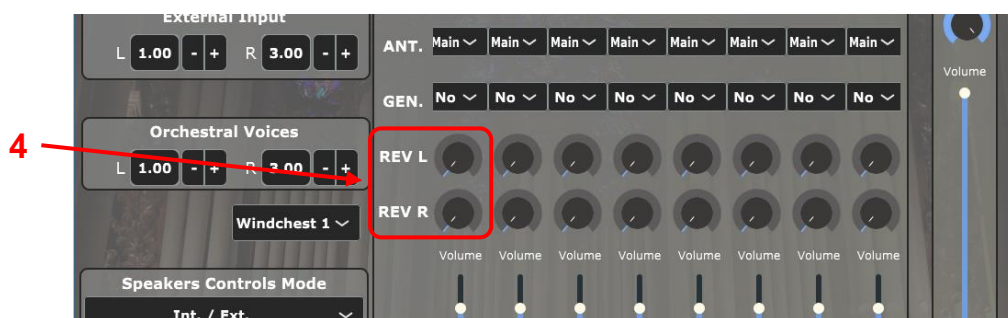 External Input
L 1.00 - + R 3.00 - +
ANT. Main Main Main Main Main Main Main Main
Volume
GEN. No No No No No No No No
Orchestral Voices
4
L 1.00 - + R 3.00 - +
REV L
REV R
Windchest 1
Volume Volume Volume Volume Volume Volume Volume Volume
Speakers Controls Mode
Int. / Ext.